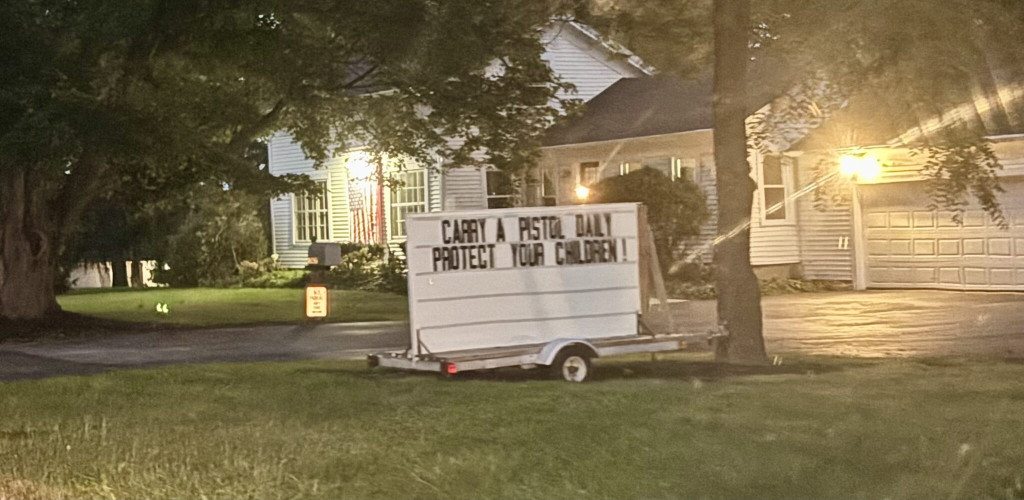 CARRY A PISTOL DAILY
PROTECT YOUR CHILDREN!